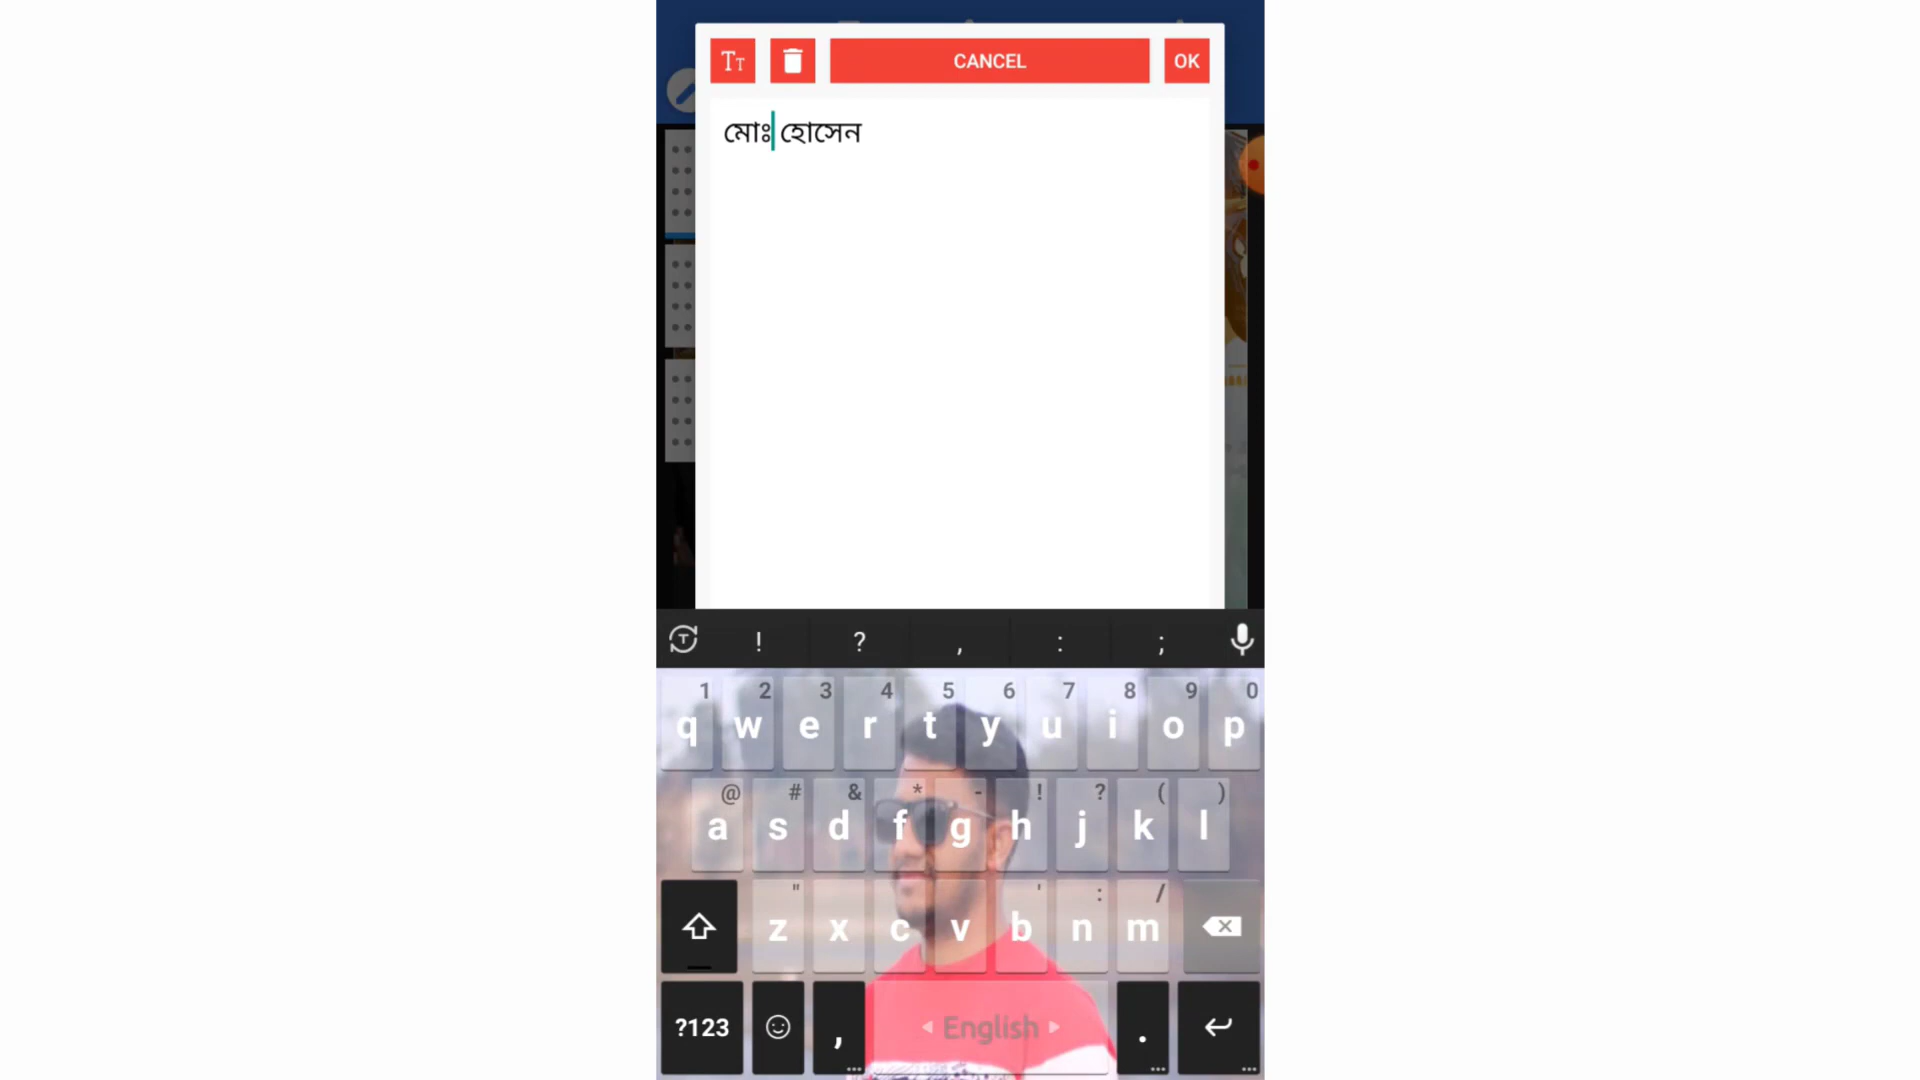 CANCEL
OK
মোঃ হোসেন
! ? , : ;
1 2 3 4 5 6 7 8 9 0
q w e r t y u i o p
@ # & * - ! ? ( )
a s d f g h j k l
" ' : /
z x c v b n m
?123 , English .